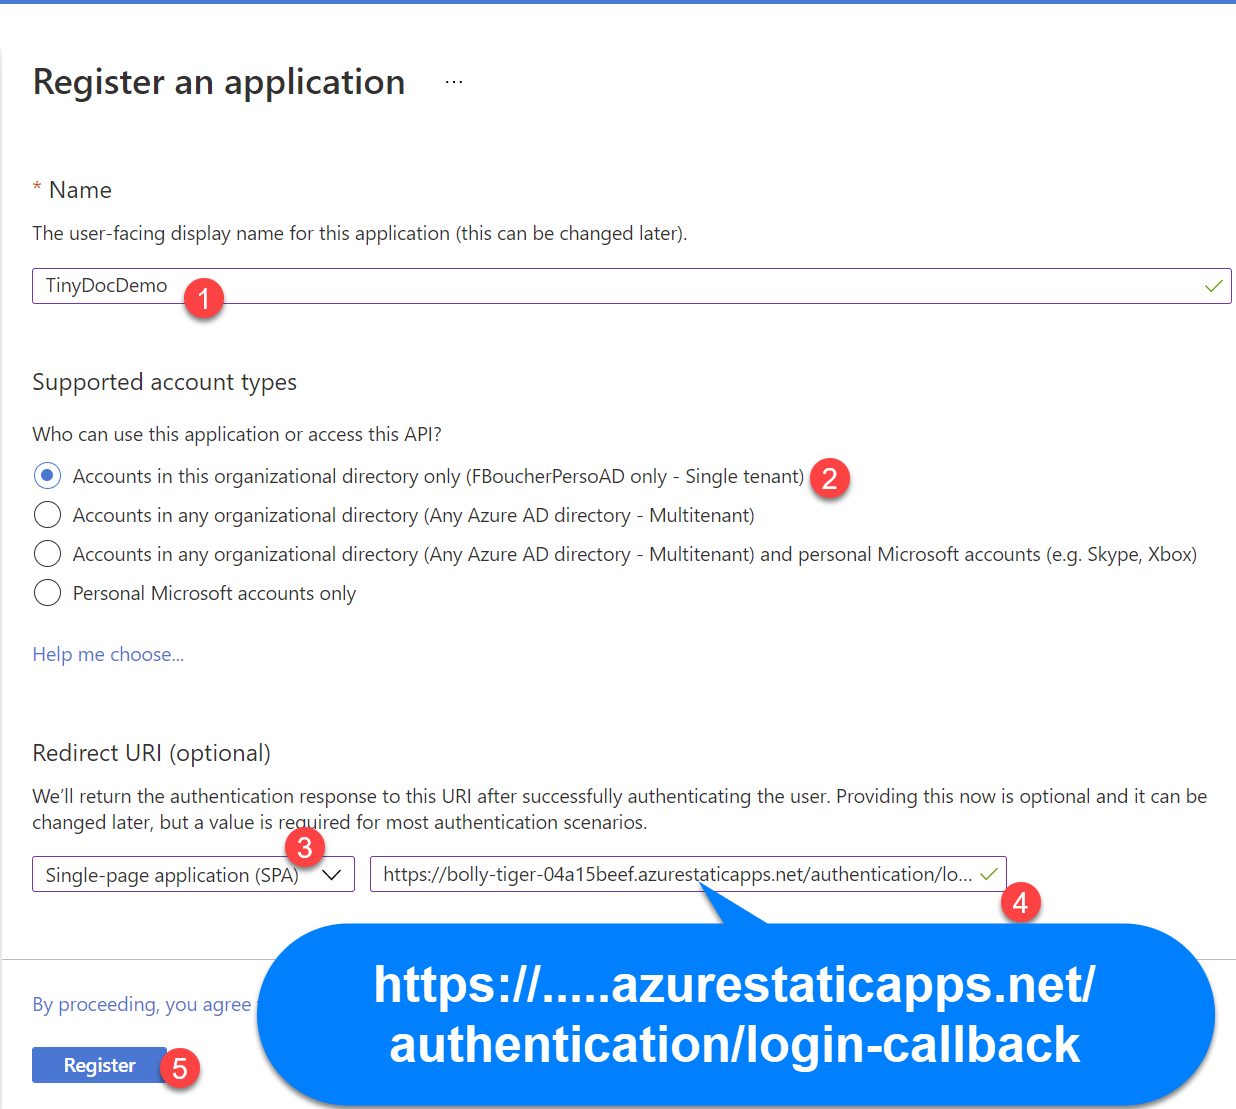 Register an application ...
* Name
The user-facing display name for this application (this can be changed later).
TinyDocDemo
1
Supported account types
Who can use this application or access this API?
Accounts in this organizational directory only (FBoucherPersoAD only - Single tenant)
2
Accounts in any organizational directory (Any Azure AD directory - Multitenant)
Accounts in any organizational directory (Any Azure AD directory - Multitenant) and personal Microsoft accounts (e.g. Skype, Xbox)
Personal Microsoft accounts only
Help me choose...
Redirect URI (optional)
We'll return the authentication response to this URI after successfully authenticating the user. Providing this now is optional and it can be
changed later, but a value is required for most authentication scenarios.
3
Single-page application (SPA)
https://bolly-tiger-04a15beef.azurestaticapps.net/authentication/lo...
4
https://.....azurestaticapps.net/
authentication/login-callback
By proceeding, you agree
Register
5